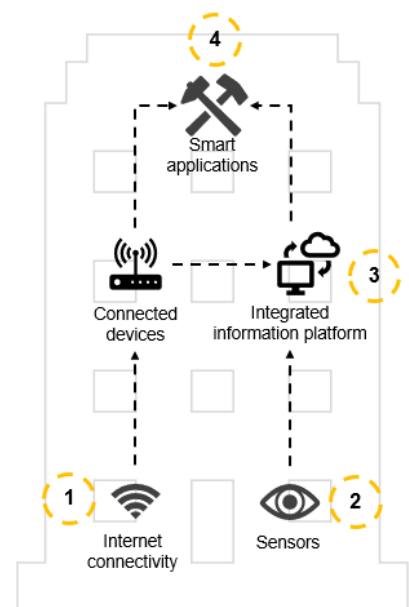 4
Smart
applications
Connected
devices
Integrated
information platform
3
1
Internet
connectivity
Sensors
2